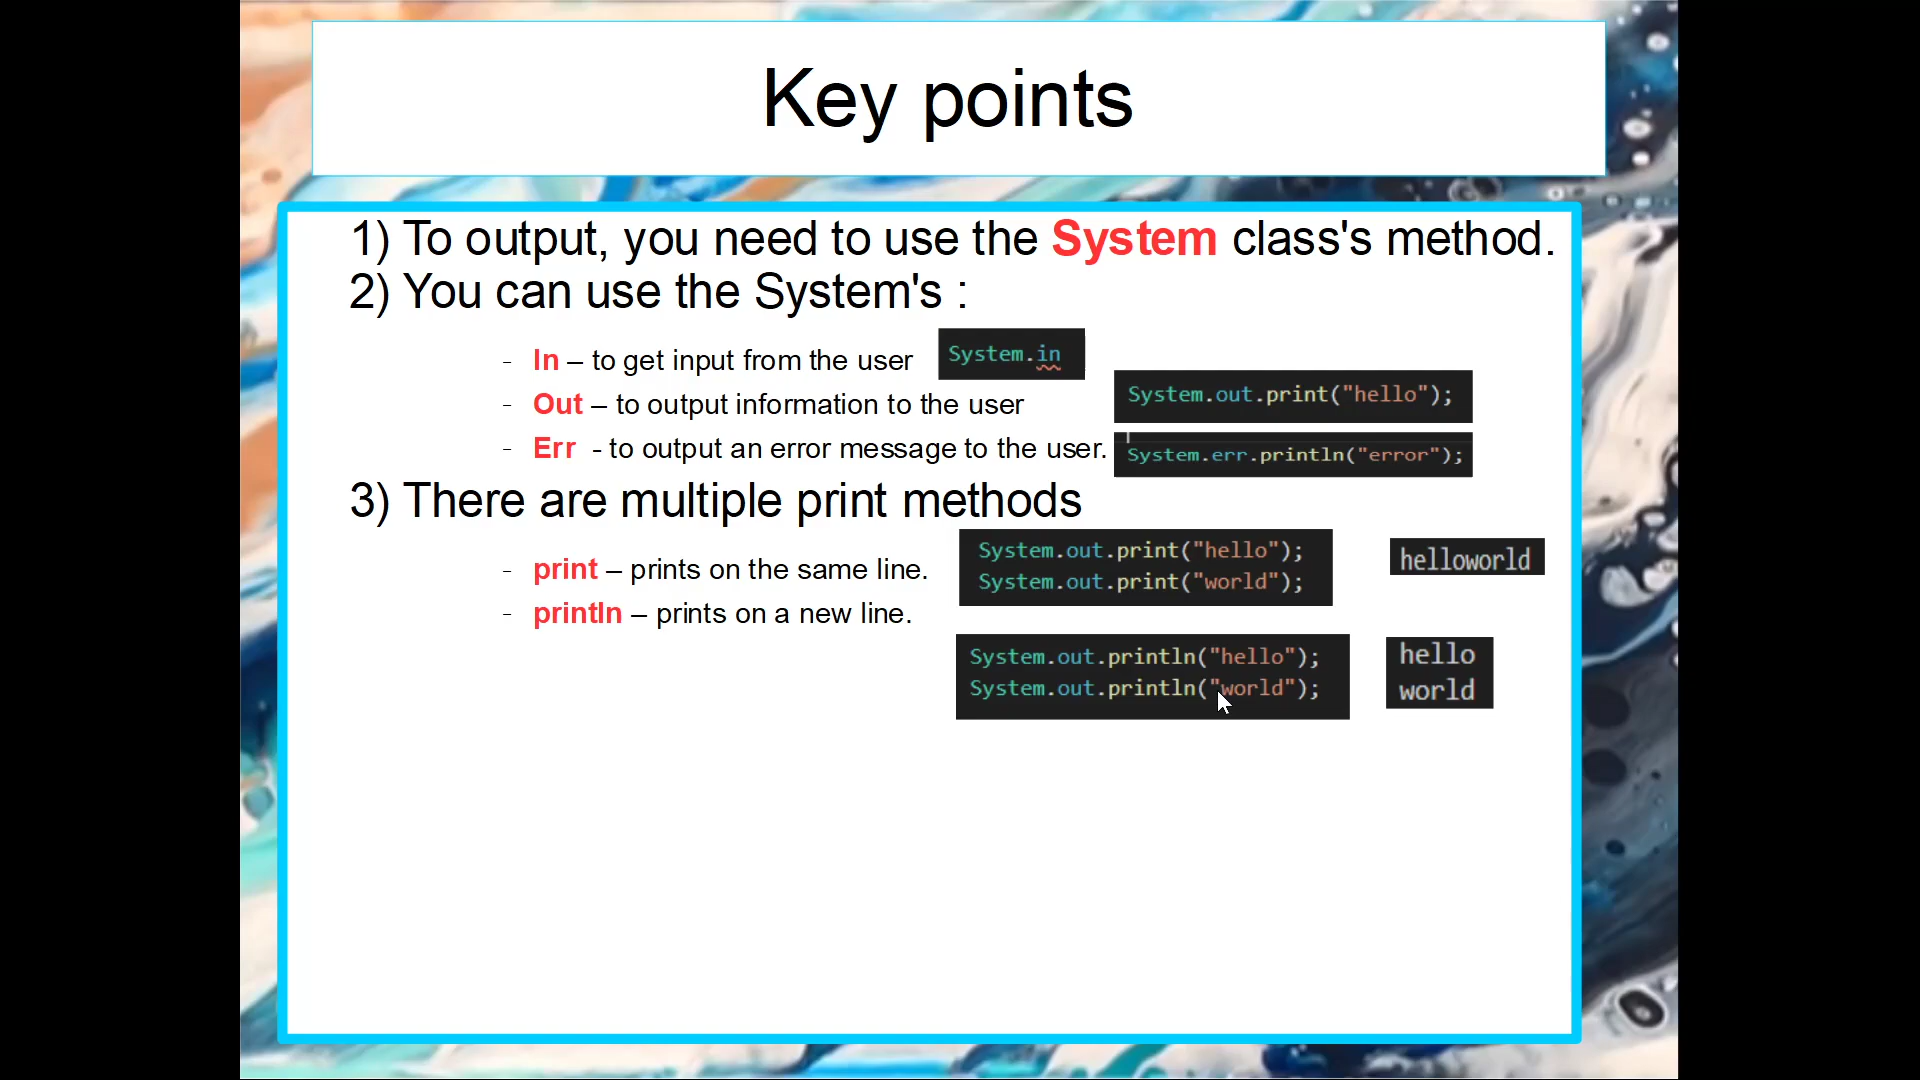 Key points
1) To output, you need to use the System class's method.
2) You can use the System's :
- In – to get input from the user
System.in
- Out – to output information to the user
System.out.print("hello");
- Err - to output an error message to the user.
System.err.println("error");
3) There are multiple print methods
- print – prints on the same line.
System.out.print("hello");
System.out.print("world");
helloworld
- println – prints on a new line.
System.out.println("hello");
System.out.println("world");
hello
world